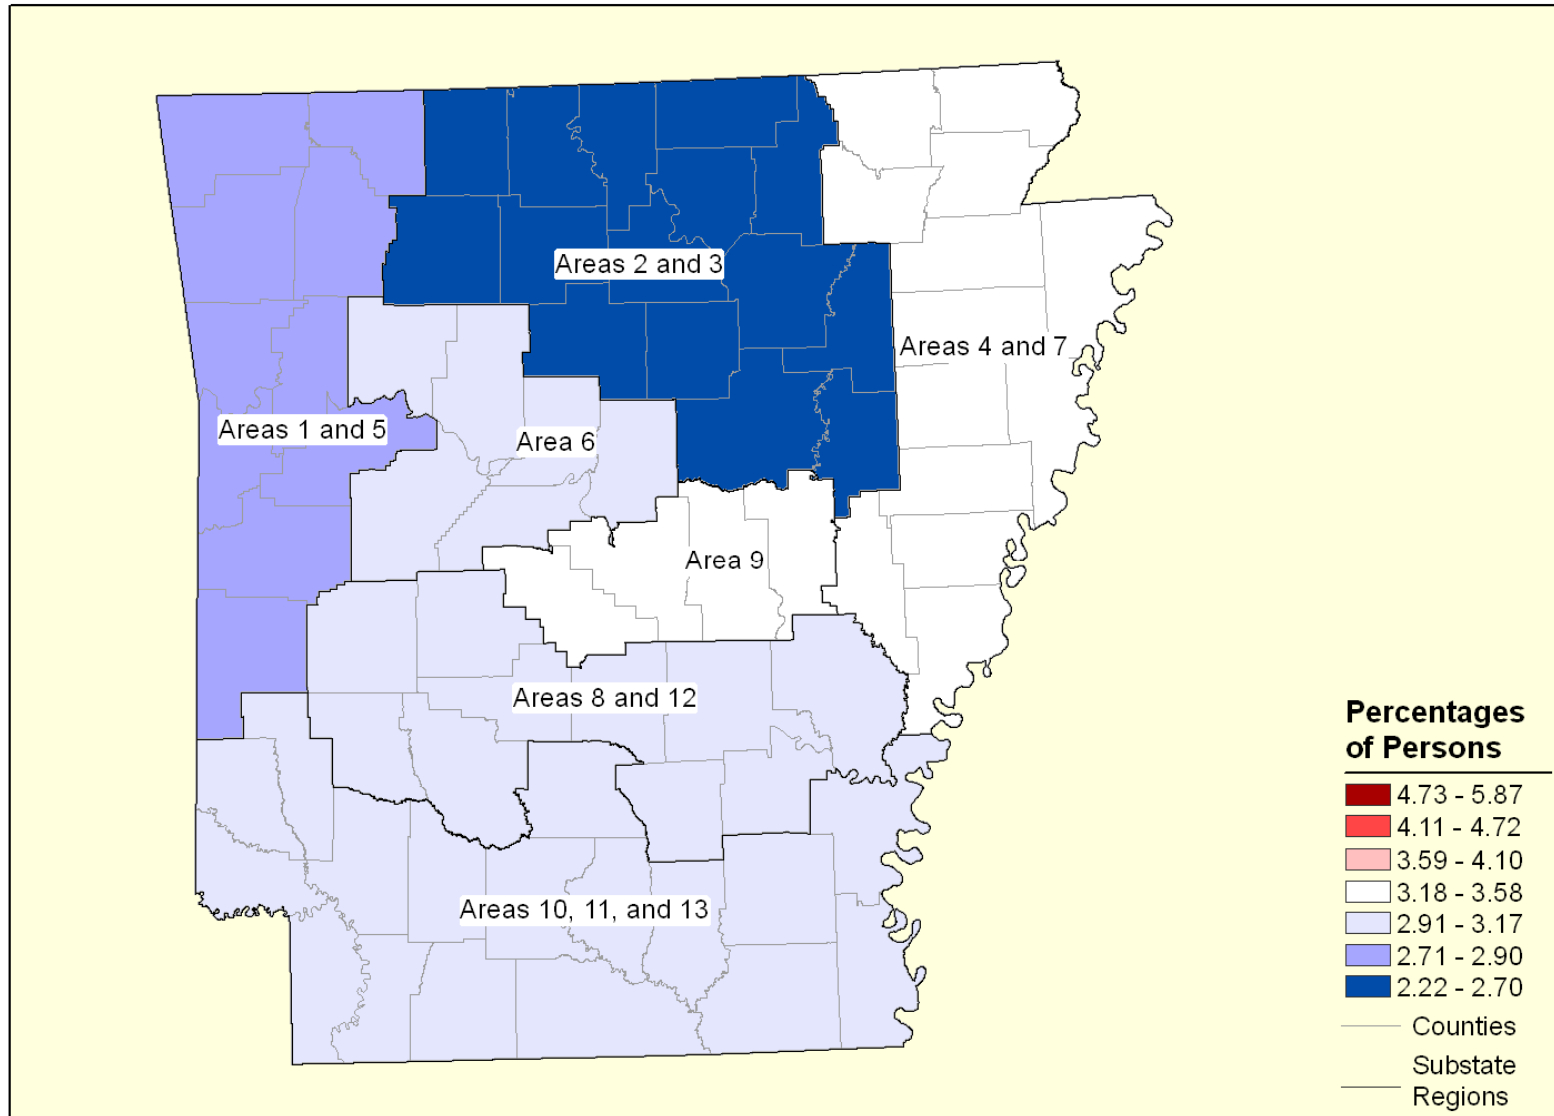 Areas 2 and 3
Areas 4 and 7
Areas 1 and 5
Area 6
Area 9
Areas 8 and 12
Areas 10, 11, and 13
Percentages
of Persons
4.73 - 5.87
4.11 - 4.72
3.59 - 4.10
3.18 - 3.58
2.91 - 3.17
2.71 - 2.90
2.22 - 2.70
Counties
Substate
Regions